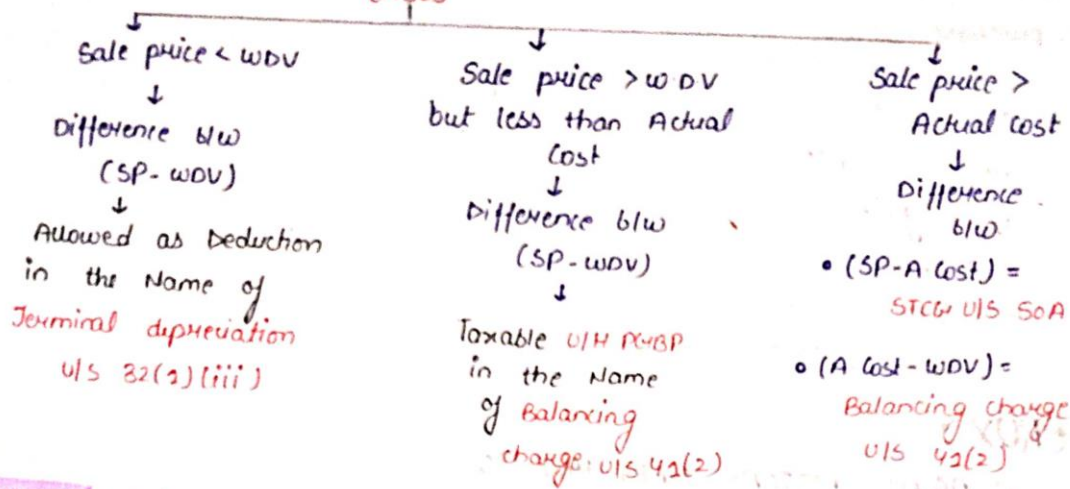 Sale price < WDV
↓
Difference b/w
(SP - WDV)
↓
Allowed as Deduction
in the Name of
Terminal depreciation
U/S 32(1)(iii)
Sale price > WDV
but less than Actual
Cost
↓
Difference b/w
(SP - WDV)
↓
Taxable U/H PGBP
in the Name
of Balancing
charge: U/S 41(2)
Sale price >
Actual Cost
↓
Difference
b/w
• (SP-A Cost) =
STCG U/S 50A
• (A Cost - WDV) =
Balancing charge
U/S 41(2)